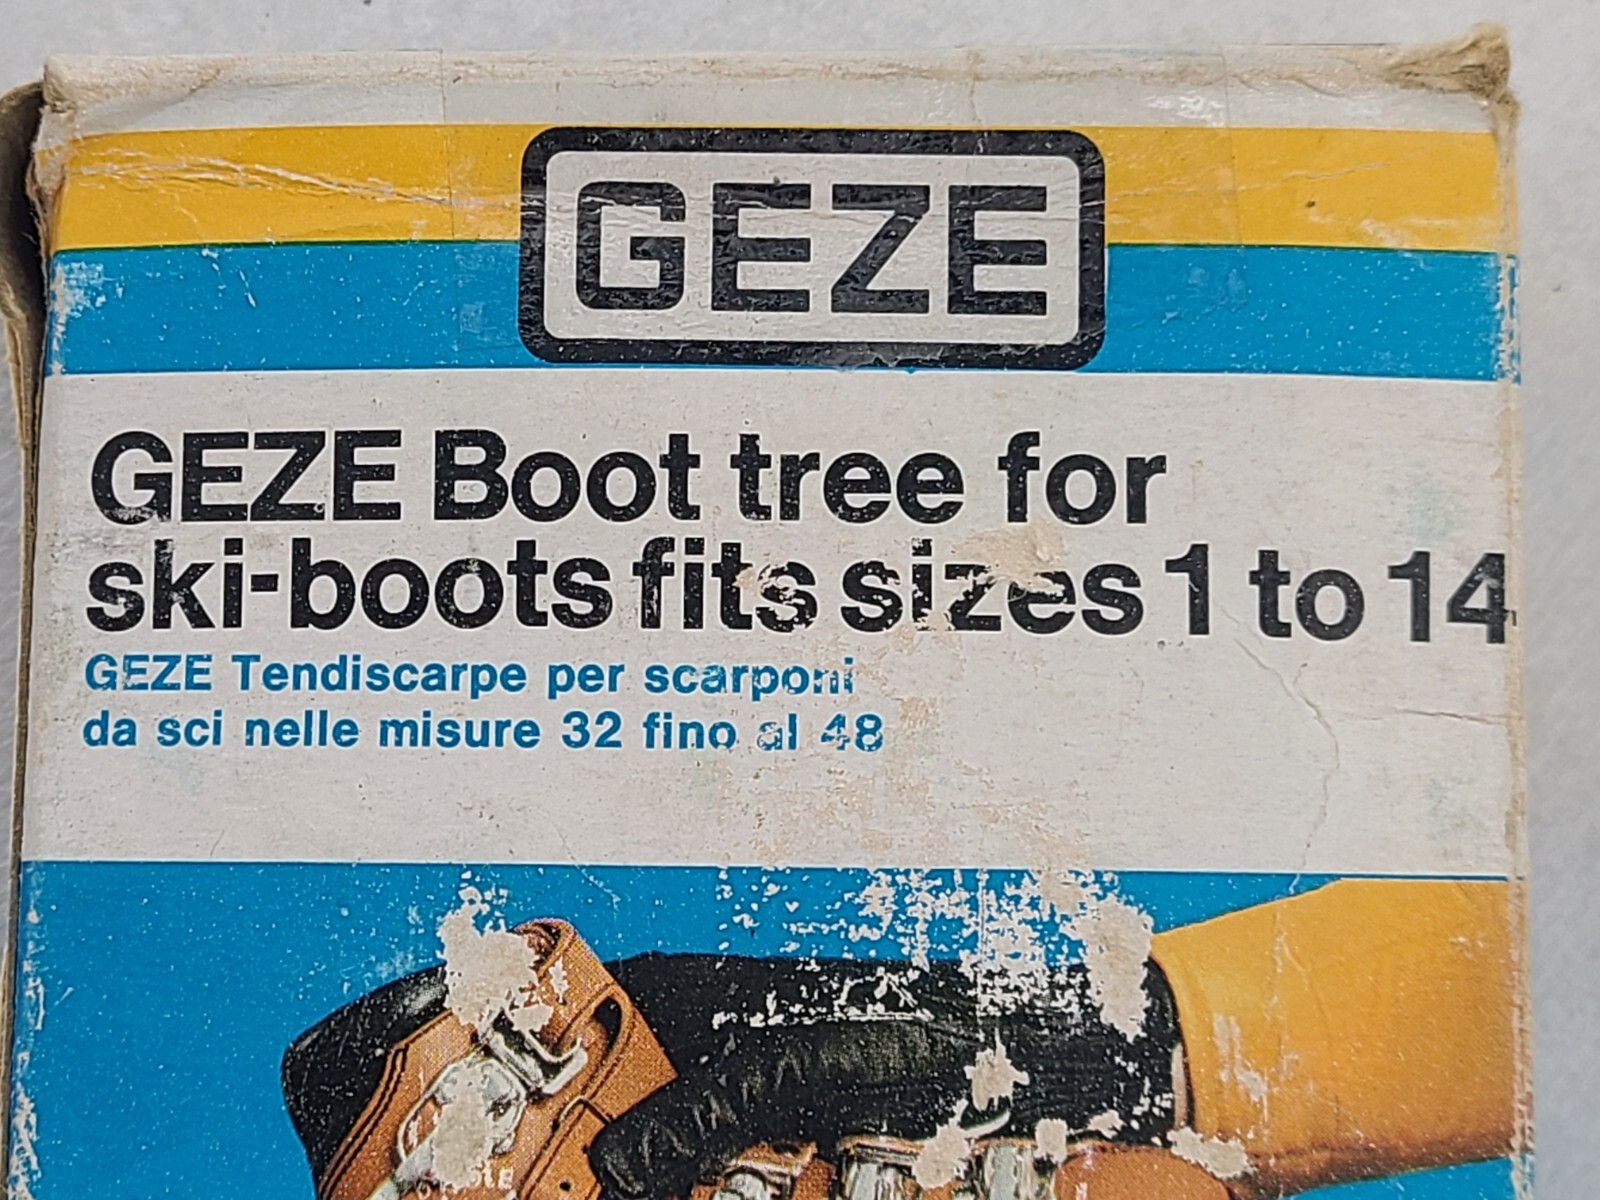 GEZE
GEZE Boot tree for
ski-boots fits sizes 1 to 14
GEZE Tendiscarpe per scarponi
da sci nelle misure 32 fino al 48